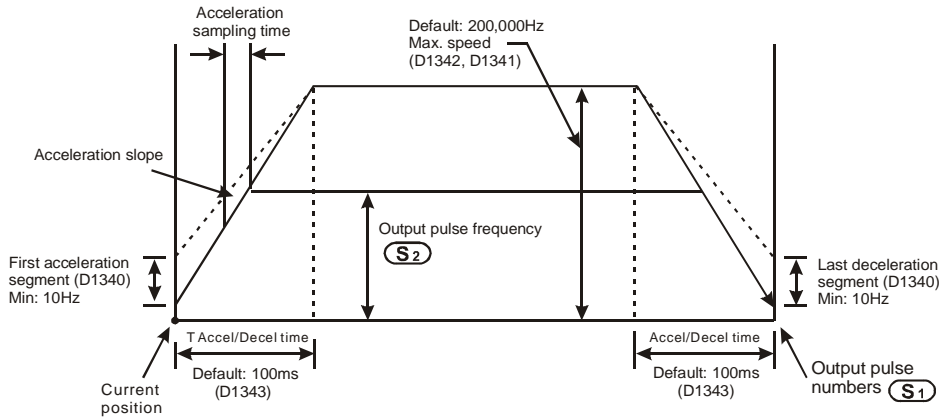 Acceleration
sampling time
Default: 200,000Hz
Max. speed
(D1342, D1341)
Acceleration slope
Output pulse frequency
S2
First acceleration
segment (D1340)
Min: 10Hz
Last deceleration
segment (D1340)
Min: 10Hz
T Accel/Decel time
Accel/Decel time
Default: 100ms
(D1343)
Default: 100ms
(D1343)
Current
position
Output pulse
numbers S1